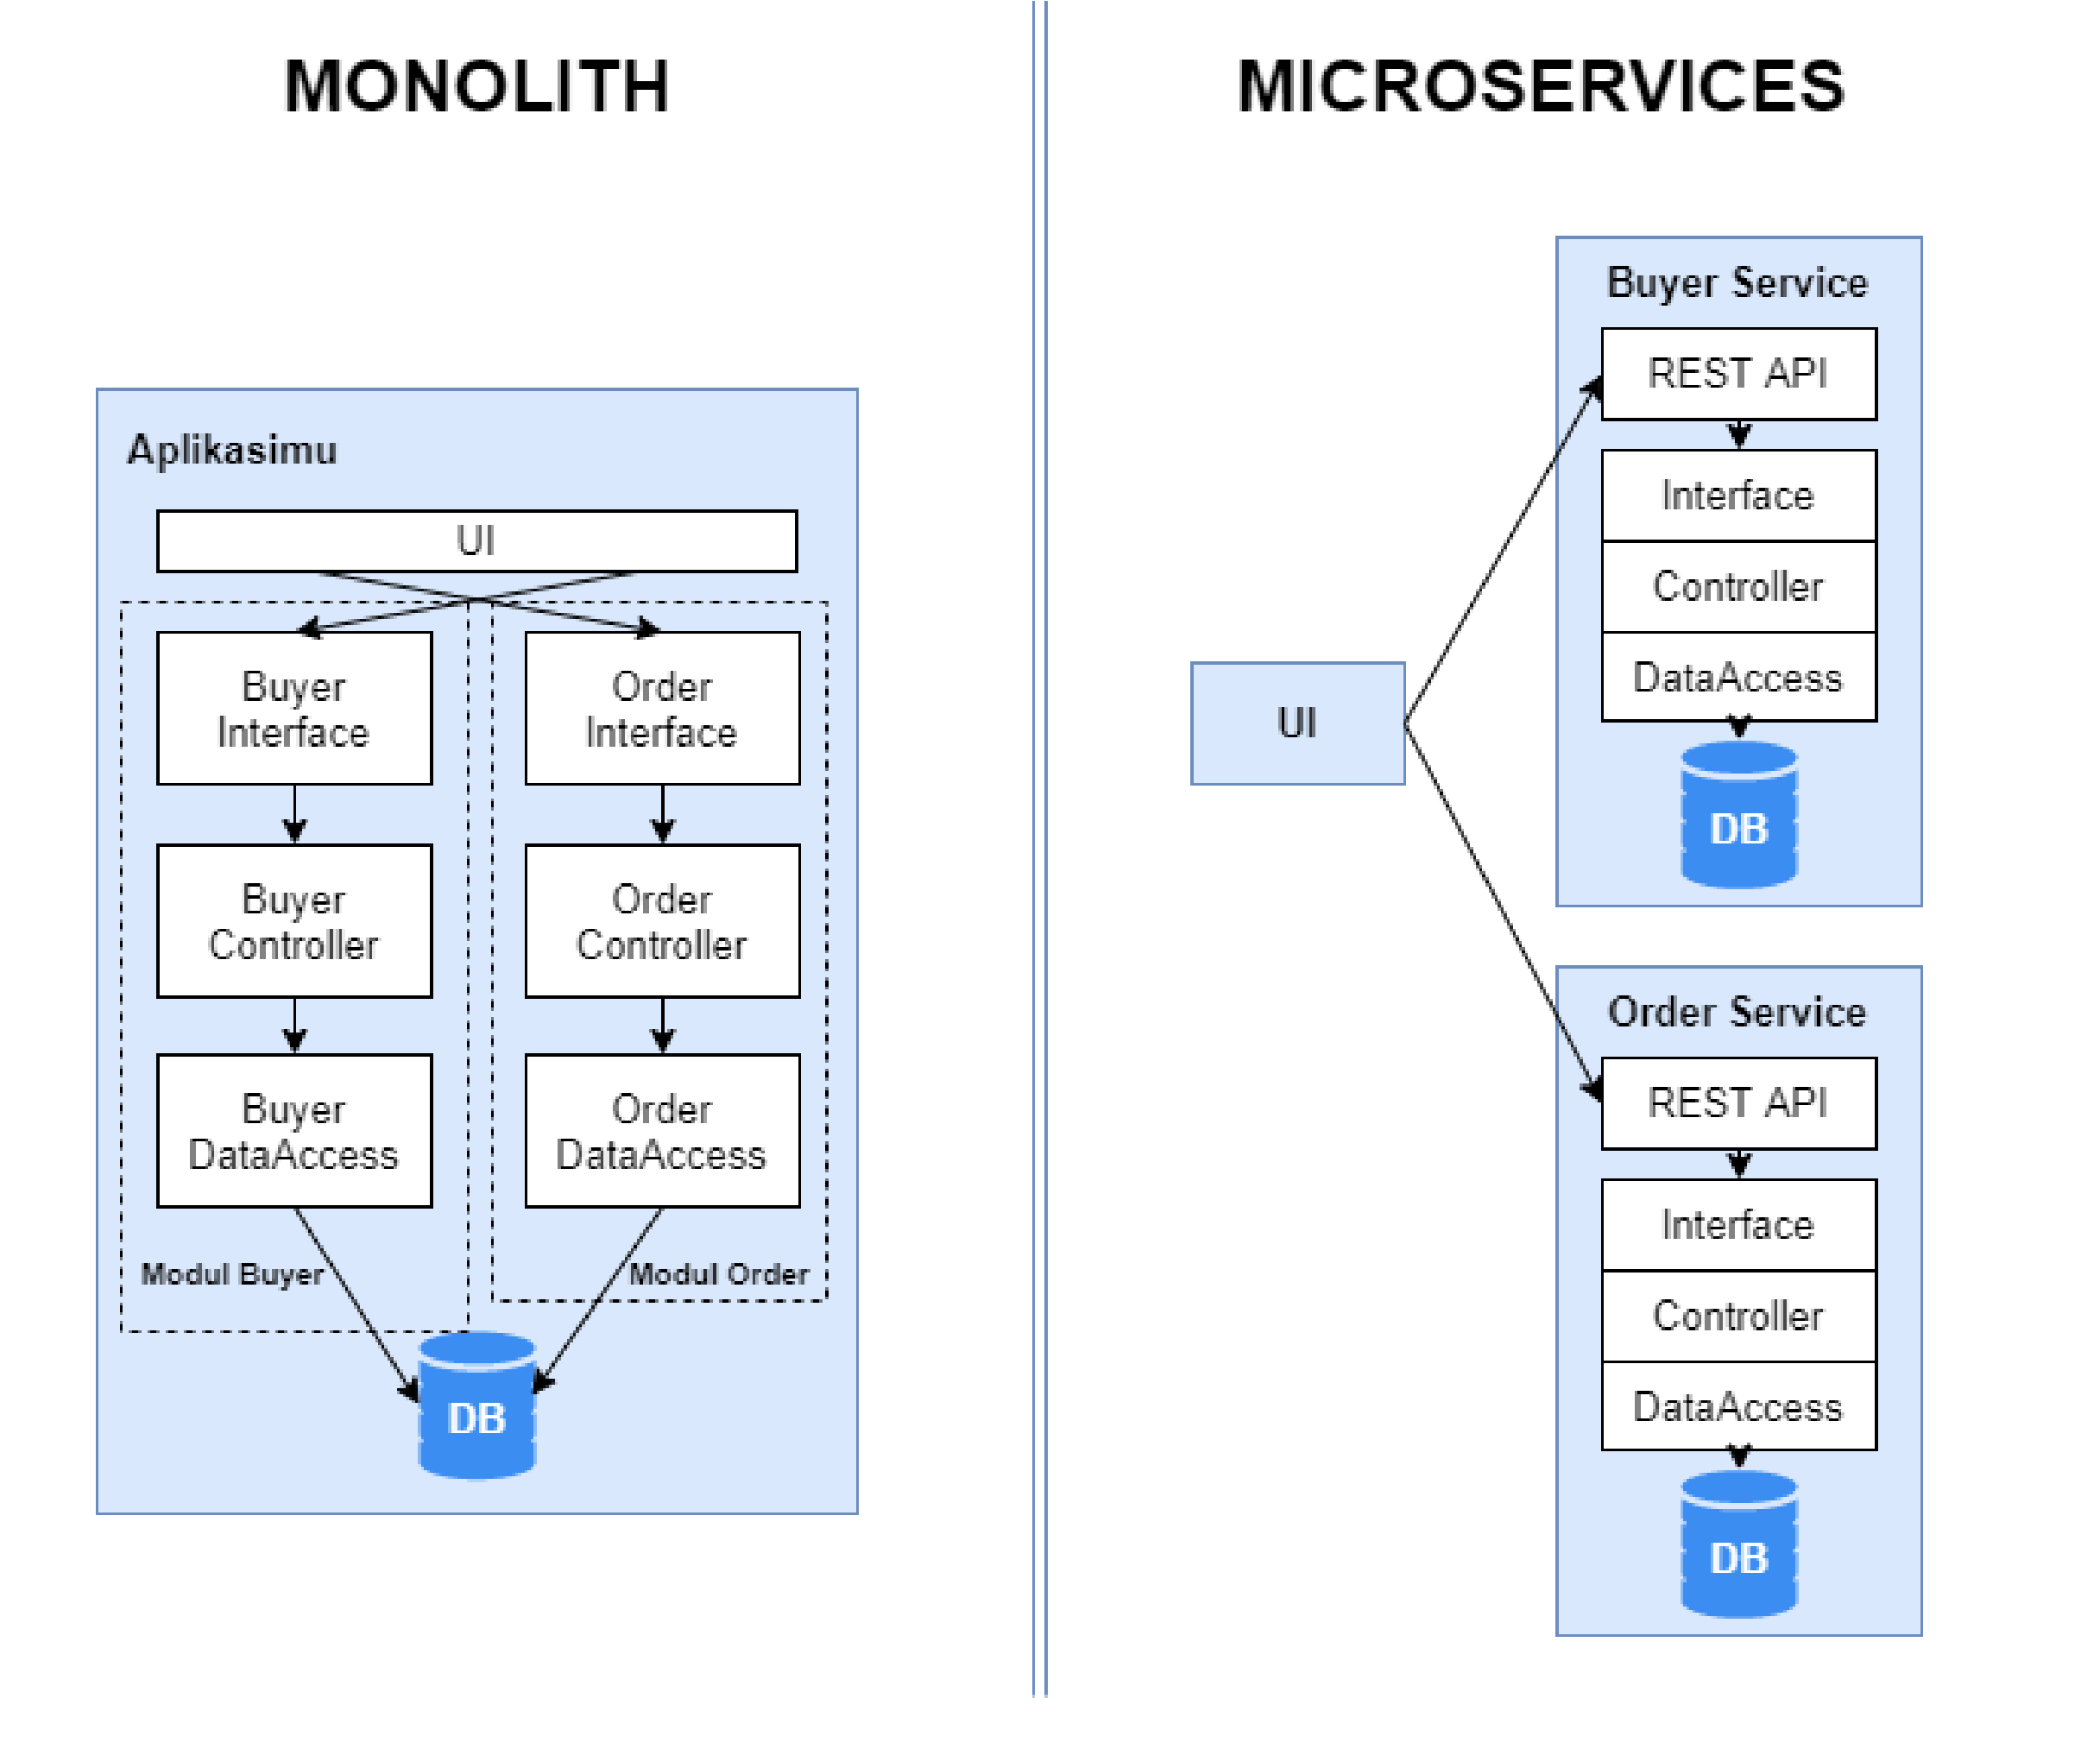 MONOLITH
Aplikasimu
UI
Buyer
Interface
Order
Interface
Buyer
Controller
Order
Controller
Buyer
DataAccess
Order
DataAccess
Modul Buyer
Modul Order
DB
MICROSERVICES
UI
Buyer Service
REST API
Interface
Controller
DataAccess
DB
Order Service
REST API
Interface
Controller
DataAccess
DB